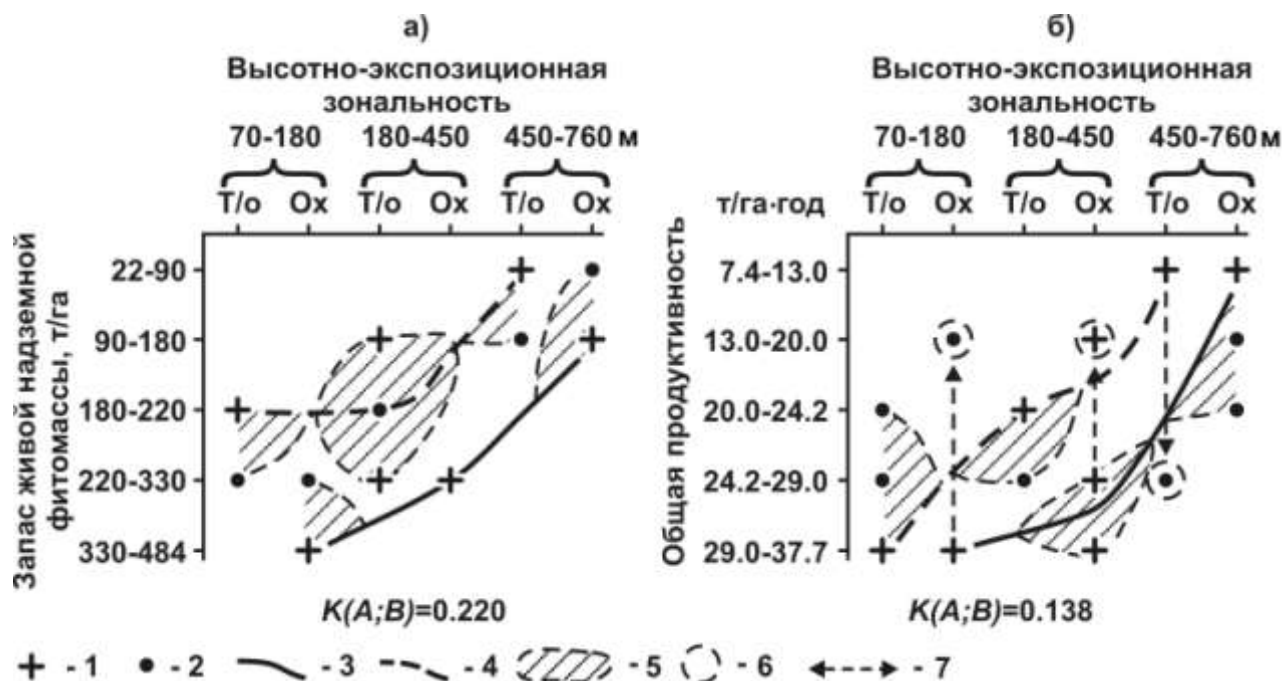 а)
Высотно-экспозиционная
зональность
70-180 180-450 450-760 м
Т/о Ох Т/о Ох Т/о Ох
Запас живой надземной
фитомассы, т/га
22-90
90-180
180-220
220-330
330-484
K(A;B)=0.220
б)
Высотно-экспозиционная
зональность
70-180 180-450 450-760 м
т/га·год Т/о Ох Т/о Ох Т/о Ох
Общая продуктивность
7.4-13.0
13.0-20.0
20.0-24.2
24.2-29.0
29.0-37.7
K(A;B)=0.138
- 1 - 2 - 3 - 4 - 5 - 6 - 7